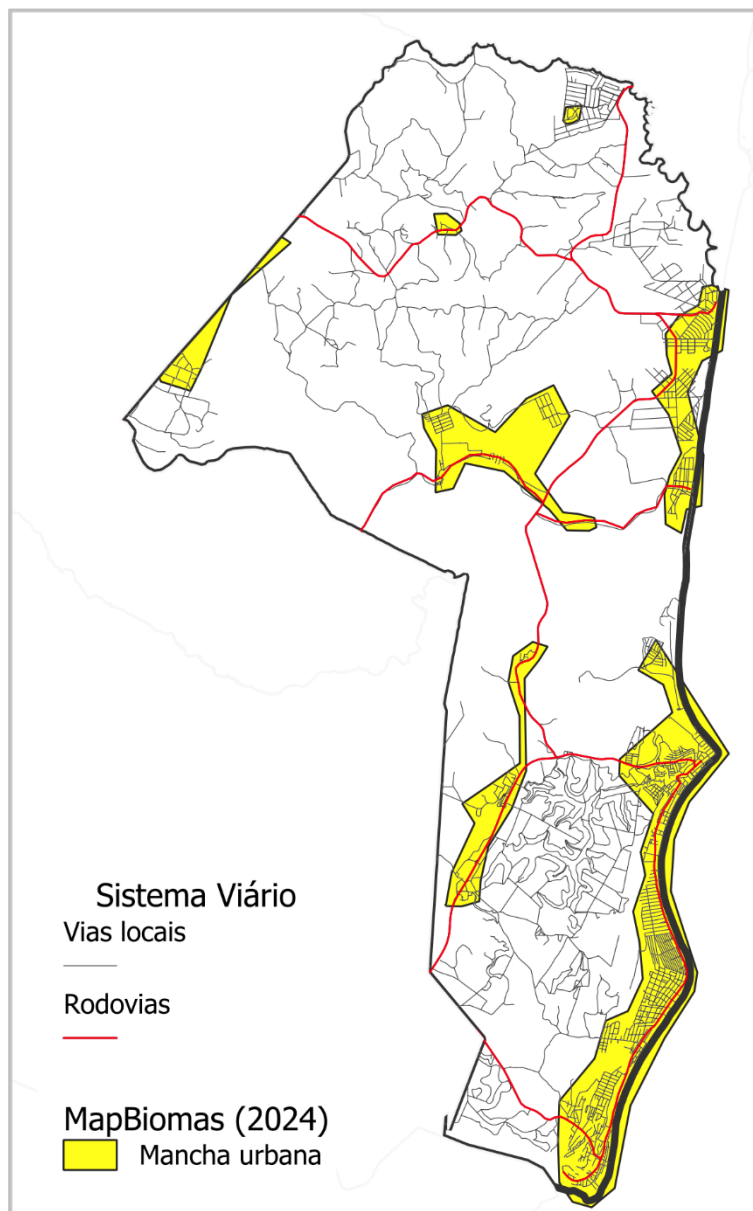 Sistema Viário
Vias locais
Rodovias
MapBiomas (2024)
Mancha urbana